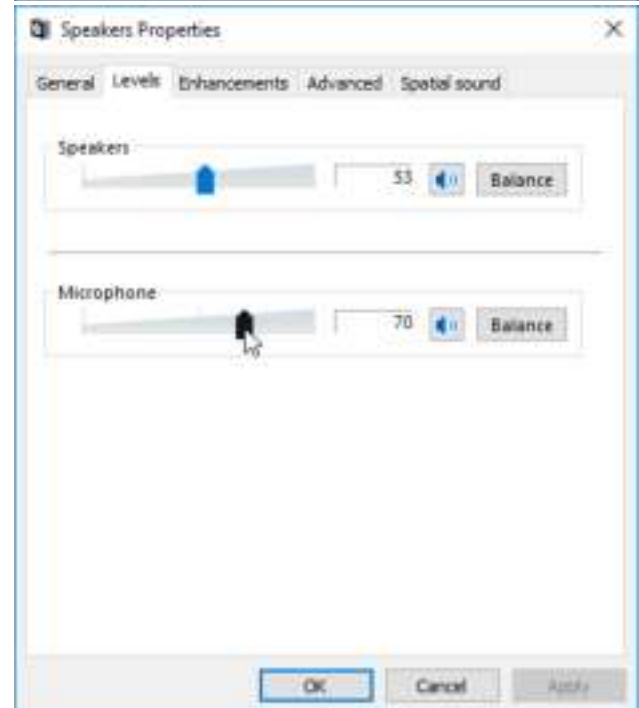 Speakers Properties
General Levels Enhancements Advanced Spatial sound
Speakers
53 Balance
Microphone
70 Balance
OK Cancel Apply